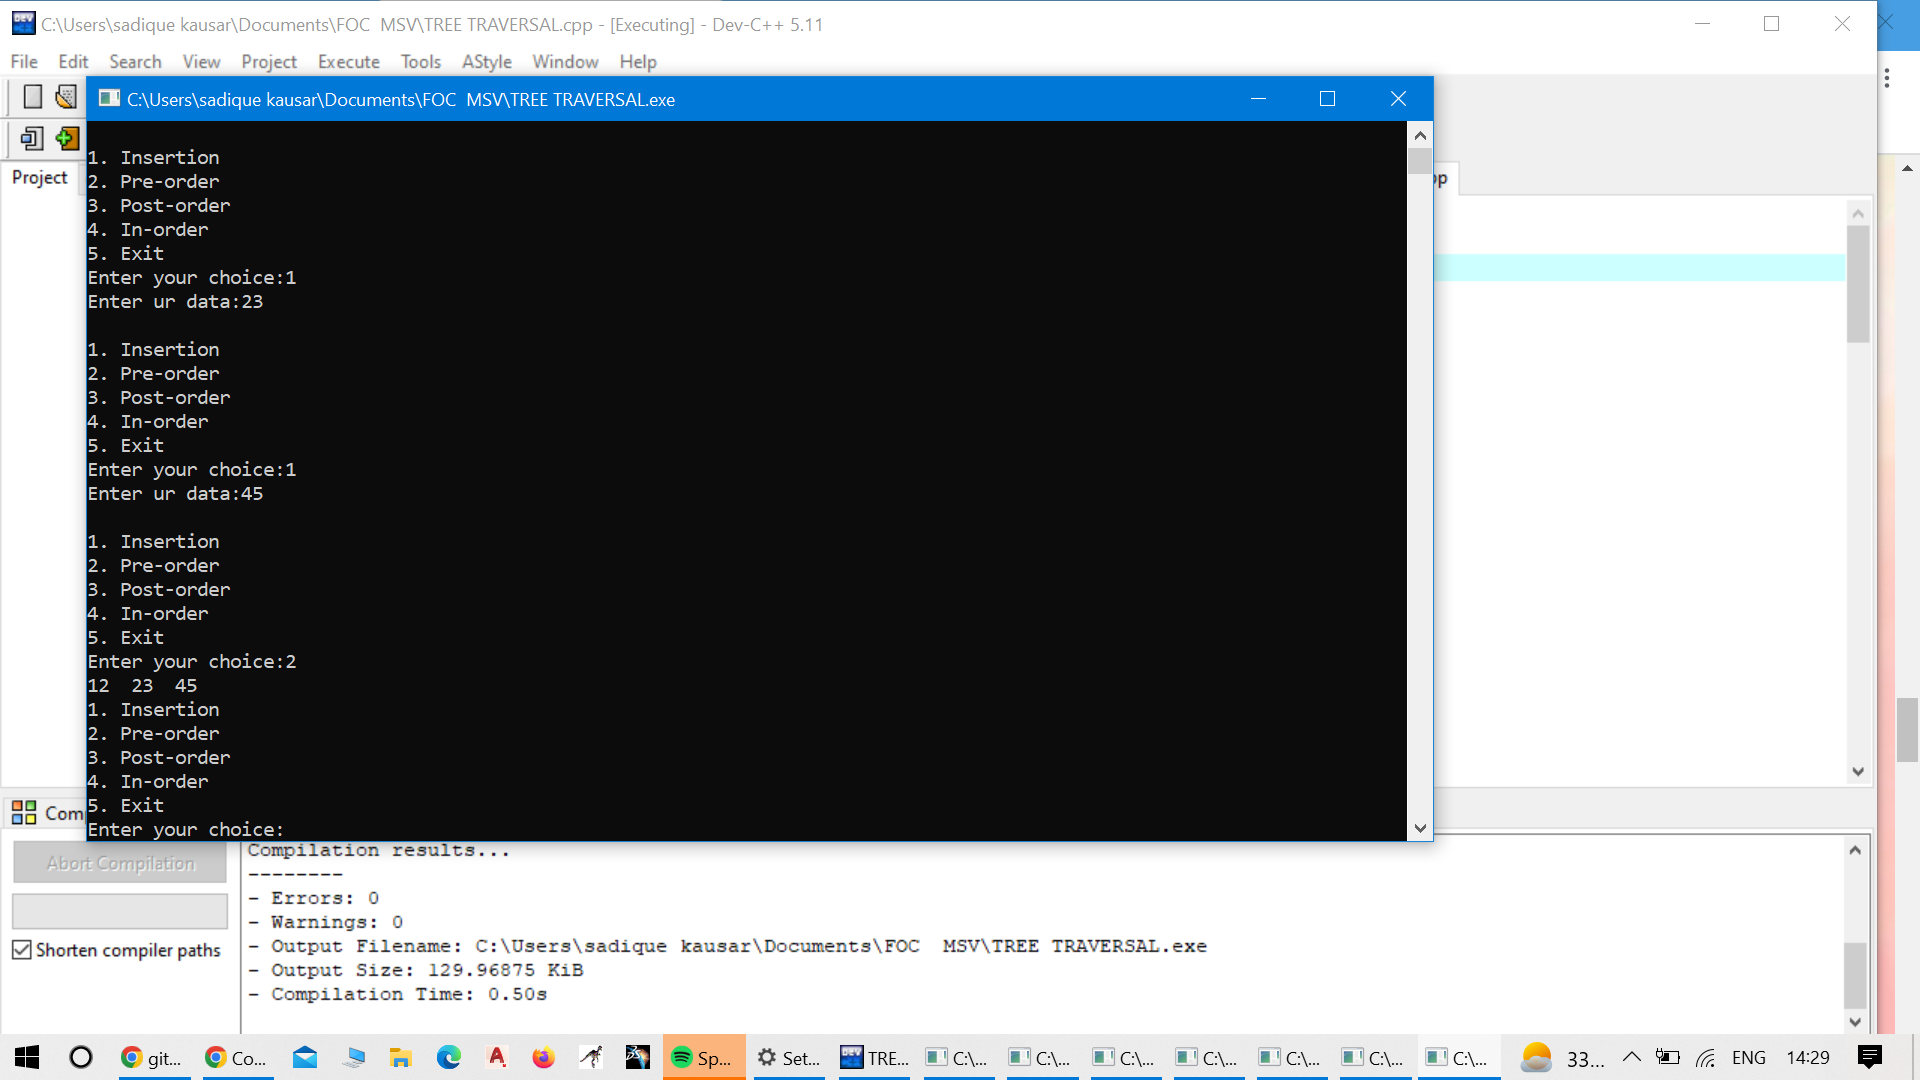 C:\Users\sadique kausar\Documents\FOC  MSV\TREE TRAVERSAL.cpp - [Executing] - Dev-C++ 5.11
File Edit Search View Project Execute Tools AStyle Window Help
C:\Users\sadique kausar\Documents\FOC  MSV\TREE TRAVERSAL.exe
Project
pp
1. Insertion
2. Pre-order
3. Post-order
4. In-order
5. Exit
Enter your choice:1
Enter ur data:23
1. Insertion
2. Pre-order
3. Post-order
4. In-order
5. Exit
Enter your choice:1
Enter ur data:45
1. Insertion
2. Pre-order
3. Post-order
4. In-order
5. Exit
Enter your choice:2
12  23  45
1. Insertion
2. Pre-order
3. Post-order
4. In-order
5. Exit
Enter your choice:
Com
Abort Compilation
Shorten compiler paths
Compilation results...
--------
- Errors: 0
- Warnings: 0
- Output Filename: C:\Users\sadique kausar\Documents\FOC  MSV\TREE TRAVERSAL.exe
- Output Size: 129.96875 KiB
- Compilation Time: 0.50s
git... Co... Sp... Set... TRE... C:\... C:\... C:\... C:\... C:\... C:\... C:\... 33... ENG 14:29